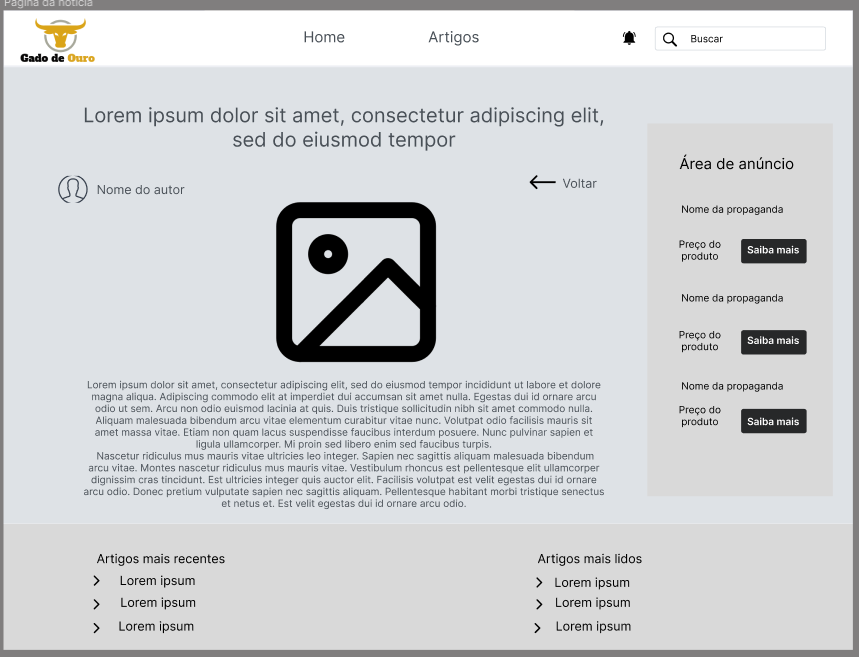 Pagina da noticia
Gado de Ouro
Home
Artigos
Buscar
Lorem ipsum dolor sit amet, consectetur adipiscing elit,
sed do eiusmod tempor
Nome do autor
Voltar
Lorem ipsum dolor sit amet, consectetur adipiscing elit, sed do eiusmod tempor incididunt ut labore et dolore
magna aliqua. Adipiscing commodo elit at imperdiet dui accumsan sit amet nulla. Egestas dui id ornare arcu
odio ut sem. Arcu non odio euismod lacinia at quis. Duis tristique sollicitudin nibh sit amet commodo nulla.
Aliquam malesuada bibendum arcu vitae elementum curabitur vitae nunc. Volutpat odio facilisis mauris sit
amet massa vitae. Etiam non quam lacus suspendisse faucibus interdum posuere. Nunc pulvinar sapien et
ligula ullamcorper. Mi proin sed libero enim sed faucibus turpis.
Nascetur ridiculus mus mauris vitae ultricies leo integer. Sapien nec sagittis aliquam malesuada bibendum
arcu vitae. Montes nascetur ridiculus mus mauris vitae. Vestibulum rhoncus est pellentesque elit ullamcorper
dignissim cras tincidunt. Est ultricies integer quis auctor elit. Facilisis volutpat est velit egestas dui id ornare
arcu odio. Donec pretium vulputate sapien nec sagittis aliquam. Pellentesque habitant morbi tristique senectus
et netus et. Est velit egestas dui id ornare arcu odio.
Área de anúncio
Nome da propaganda
Preço do
produto
Saiba mais
Nome da propaganda
Preço do
produto
Saiba mais
Nome da propaganda
Preço do
produto
Saiba mais
Artigos mais recentes
Lorem ipsum
Lorem ipsum
Lorem ipsum
Artigos mais lidos
Lorem ipsum
Lorem ipsum
Lorem ipsum